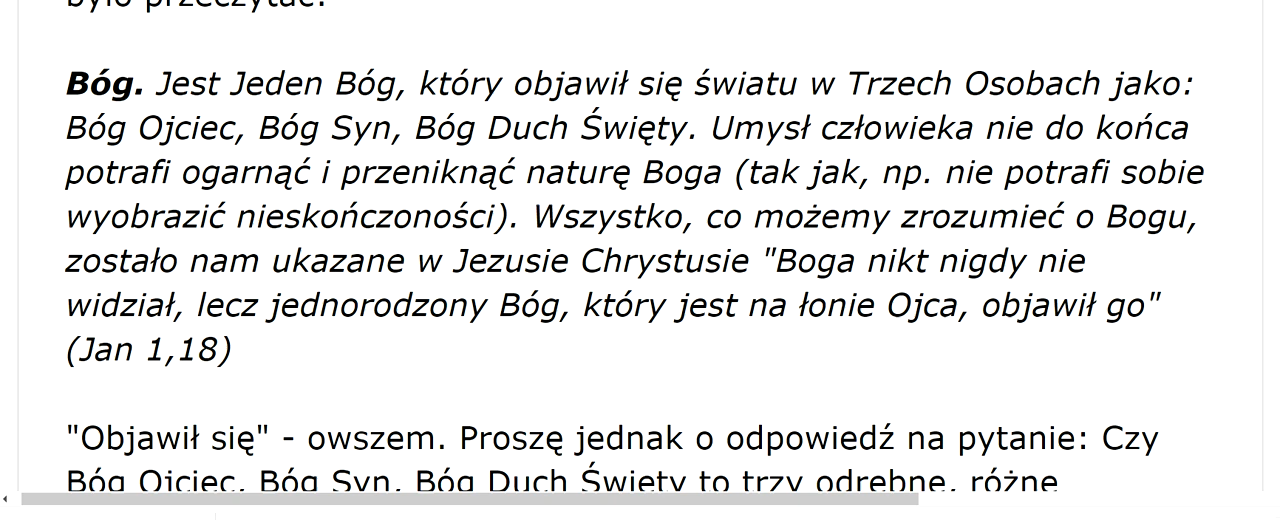 było przeczytać.
Bóg. Jest Jeden Bóg, który objawił się światu w Trzech Osobach jako:
Bóg Ojciec, Bóg Syn, Bóg Duch Święty. Umysł człowieka nie do końca
potrafi ogarnąć i przeniknąć naturę Boga (tak jak, np. nie potrafi sobie
wyobrazić nieskończoności). Wszystko, co możemy zrozumieć o Bogu,
zostało nam ukazane w Jezusie Chrystusie "Boga nikt nigdy nie
widział, lecz jednorodzony Bóg, który jest na łonie Ojca, objawił go"
(Jan 1,18)
"Objawił się" - owszem. Proszę jednak o odpowiedź na pytanie: Czy
Bóg Ojciec, Bóg Syn, Bóg Duch Święty to trzy odrębne, różne